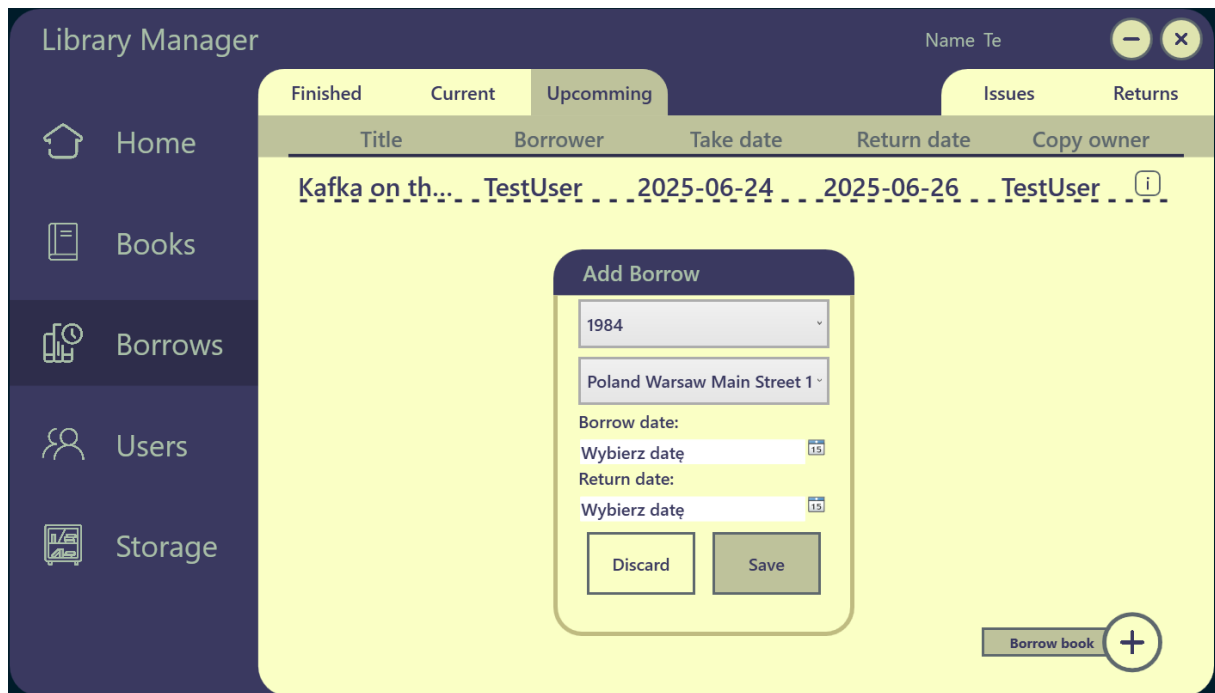 Library Manager
Name Te
Finished Current Upcomming Issues Returns
Title Borrower Take date Return date Copy owner
Kafka on th... TestUser 2025-06-24 2025-06-26 TestUser i
Home
Books
Borrows
Users
Storage
Add Borrow
1984
Poland Warsaw Main Street 1
Borrow date:
Wybierz datę 15
Return date:
Wybierz datę 15
Discard Save
Borrow book +